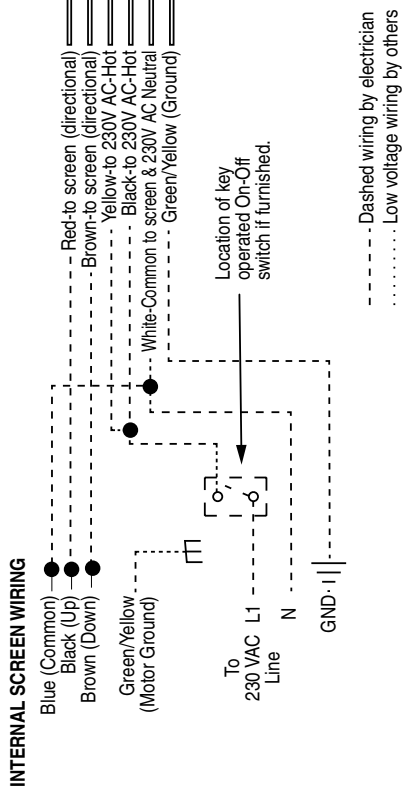 INTERNAL SCREEN WIRING
Blue (Common)
Black (Up)
Brown (Down)
Green/Yellow
(Motor Ground)
To
230 VAC L1
Line
N
GND
Red-to screen (directional)
Brown-to screen (directional)
Yellow-to 230V AC-Hot
Black-to 230V AC-Hot
White-Common to screen & 230V AC Neutral
Green/Yellow (Ground)
Location of key
operated On-Off
switch if furnished.
Dashed wiring by electrician
Low voltage wiring by others